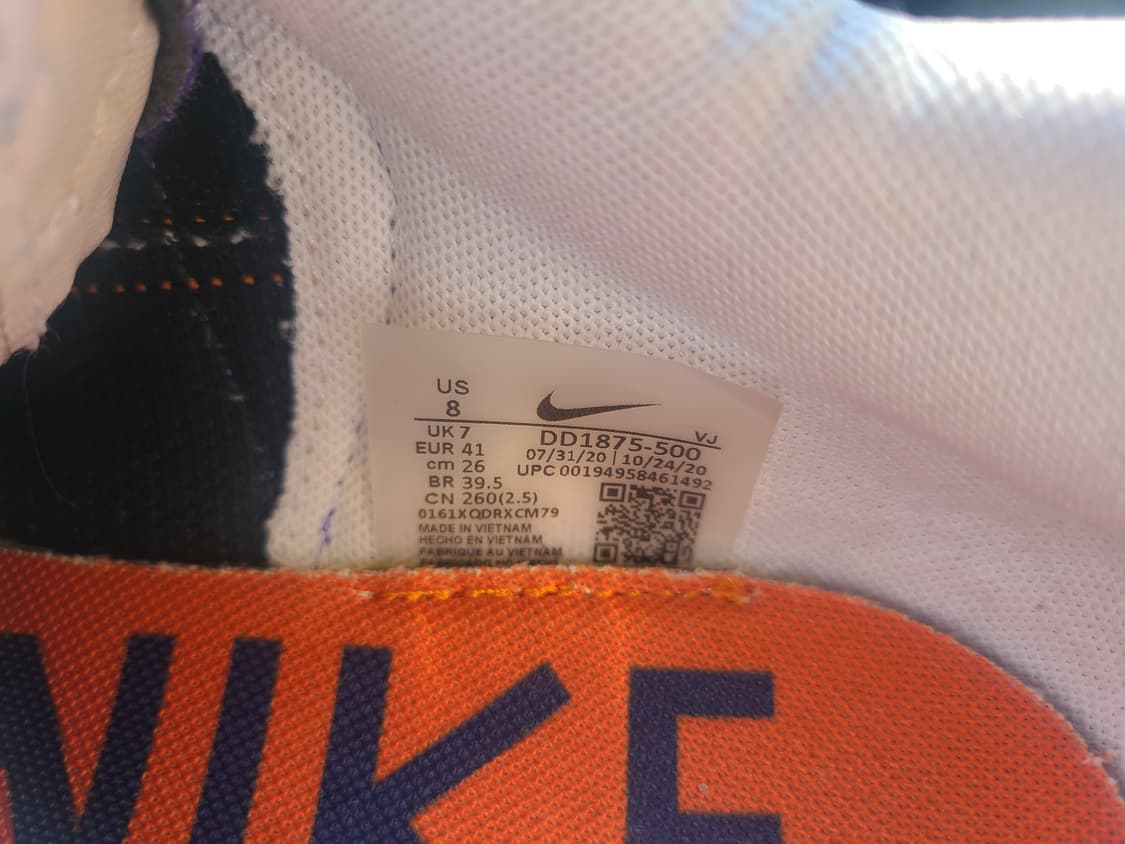 US
8
UK 7
EUR 41
cm 26
BR 39.5
CN 260(2.5)
0161XQDRXCM79
MADE IN VIETNAM
HECHO EN VIETNAM
FABRIQUE AU VIETNAM
VJ
DD1875-500
07/31/20 | 10/24/20
UPC 00194958461492
NIKE